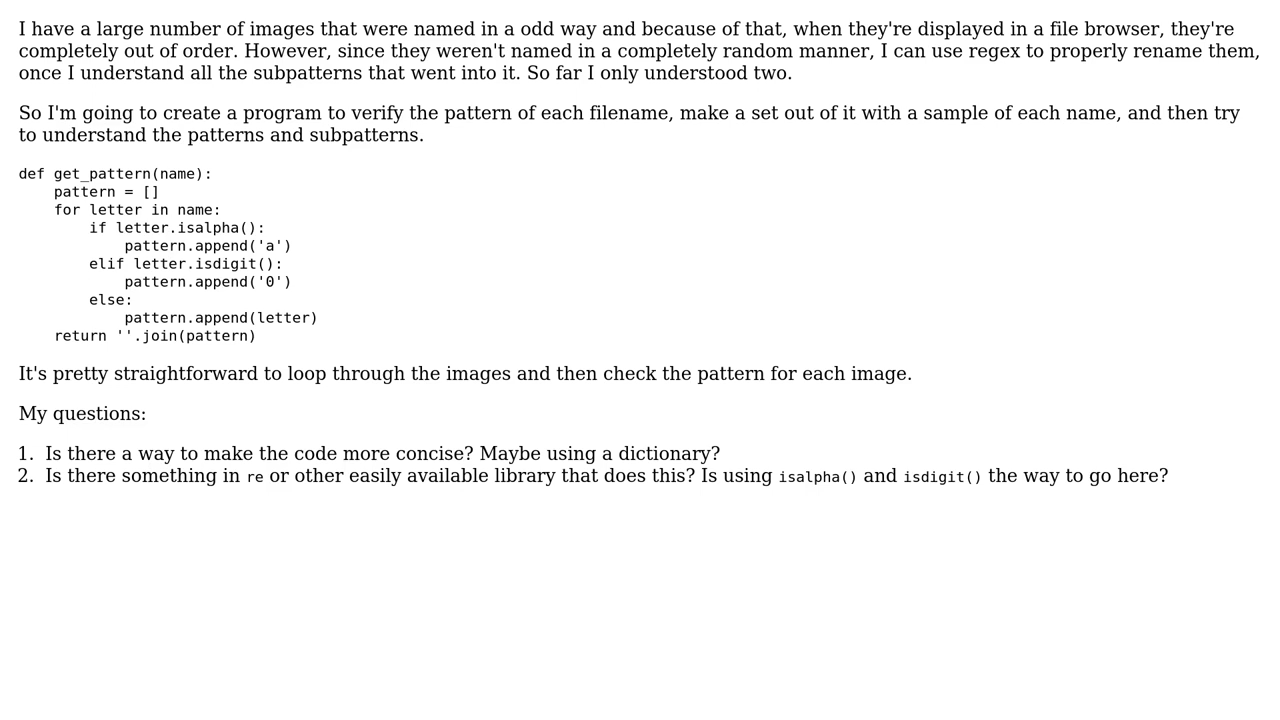 I have a large number of images that were named in a odd way and because of that, when they're displayed in a file browser, they're
completely out of order. However, since they weren't named in a completely random manner, I can use regex to properly rename them,
once I understand all the subpatterns that went into it. So far I only understood two.
So I'm going to create a program to verify the pattern of each filename, make a set out of it with a sample of each name, and then try
to understand the patterns and subpatterns.
def get_pattern(name):
    pattern = []
    for letter in name:
        if letter.isalpha():
            pattern.append('a')
        elif letter.isdigit():
            pattern.append('0')
        else:
            pattern.append(letter)
    return ''.join(pattern)
It's pretty straightforward to loop through the images and then check the pattern for each image.
My questions:
1. Is there a way to make the code more concise? Maybe using a dictionary?
2. Is there something in re or other easily available library that does this? Is using isalpha() and isdigit() the way to go here?